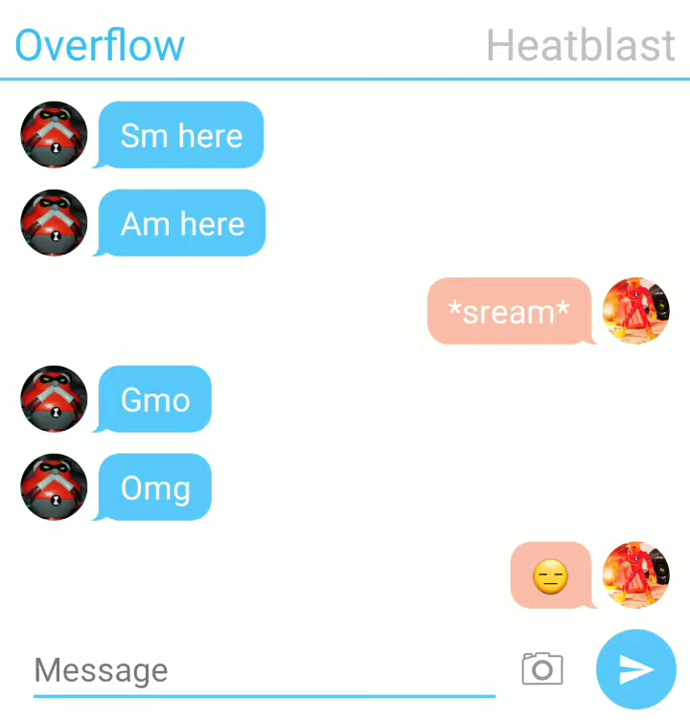 Overflow Heatblast
Sm here
Am here
*sream*
Gmo
Omg
😑
Message